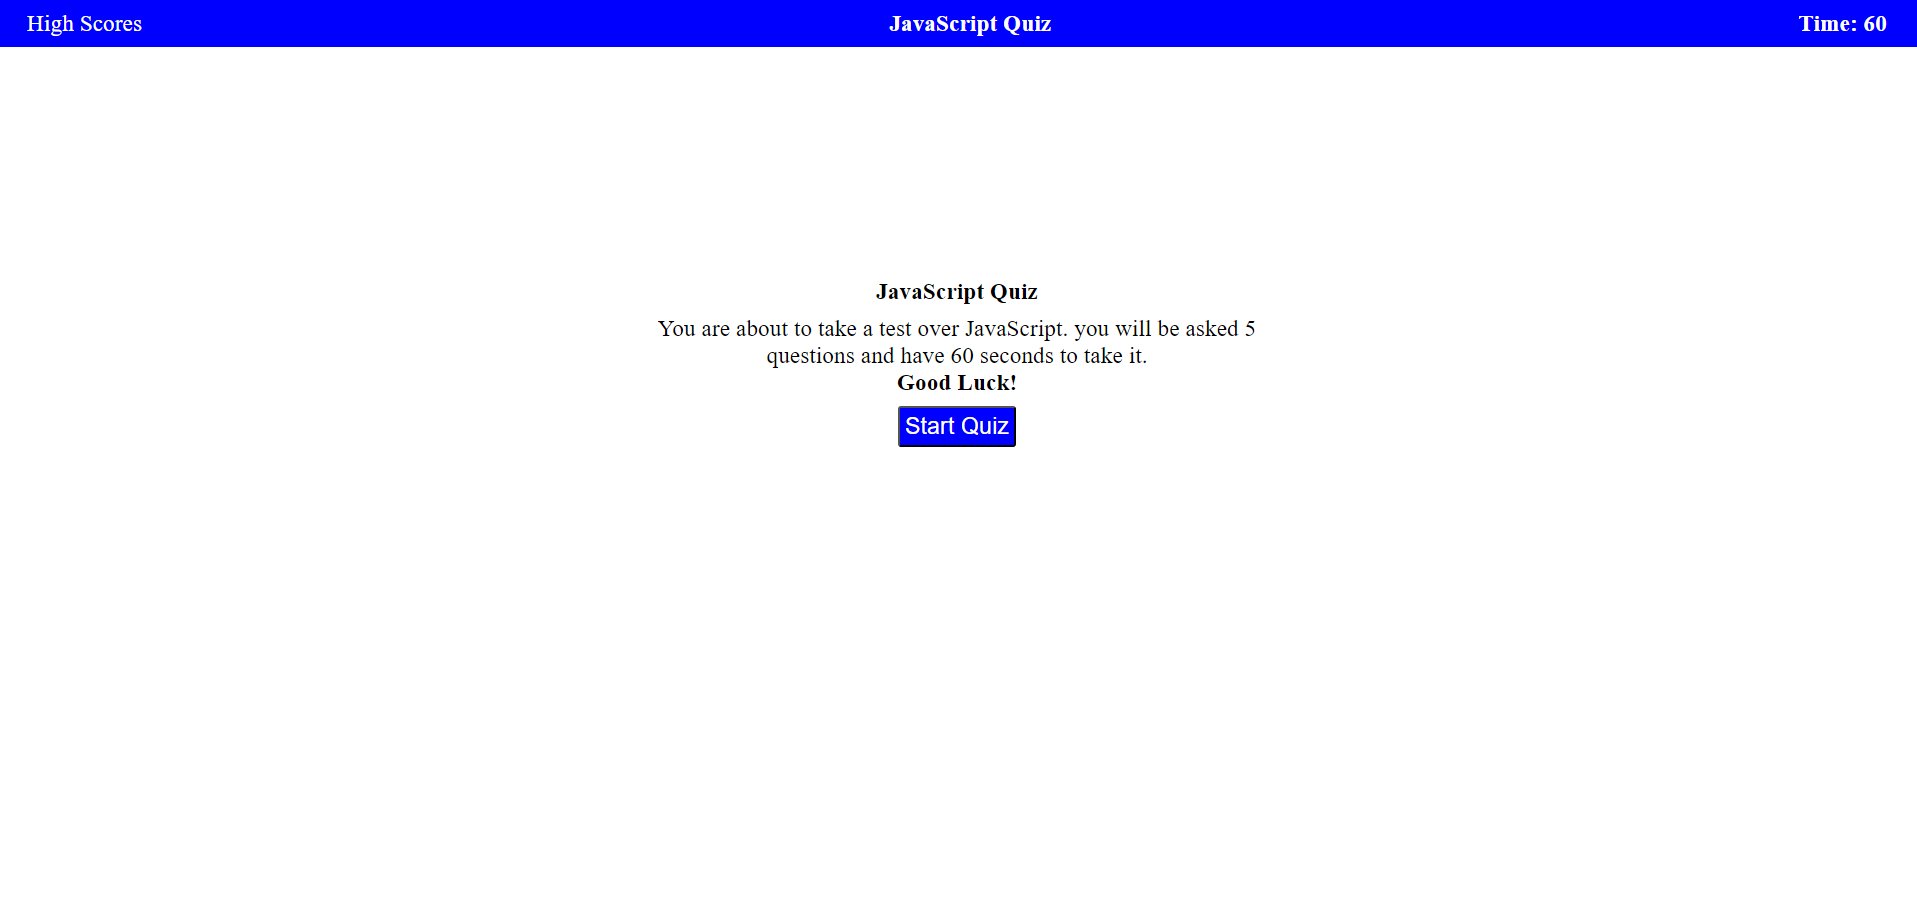 High Scores
JavaScript Quiz
Time: 60
JavaScript Quiz
You are about to take a test over JavaScript. you will be asked 5
questions and have 60 seconds to take it.
Good Luck!
Start Quiz